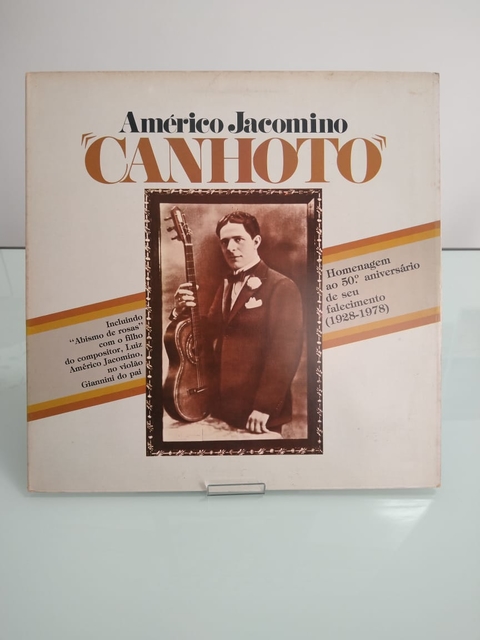 Américo Jacomino
"CANHOTO"
Homenagem
ao 50.º aniversário
de seu
falecimento
(1928-1978)
Incluindo
"Abismo de rosas"
com o filho
do compositor, Luiz
Américo Jacomino,
no violão
Giannini do pai